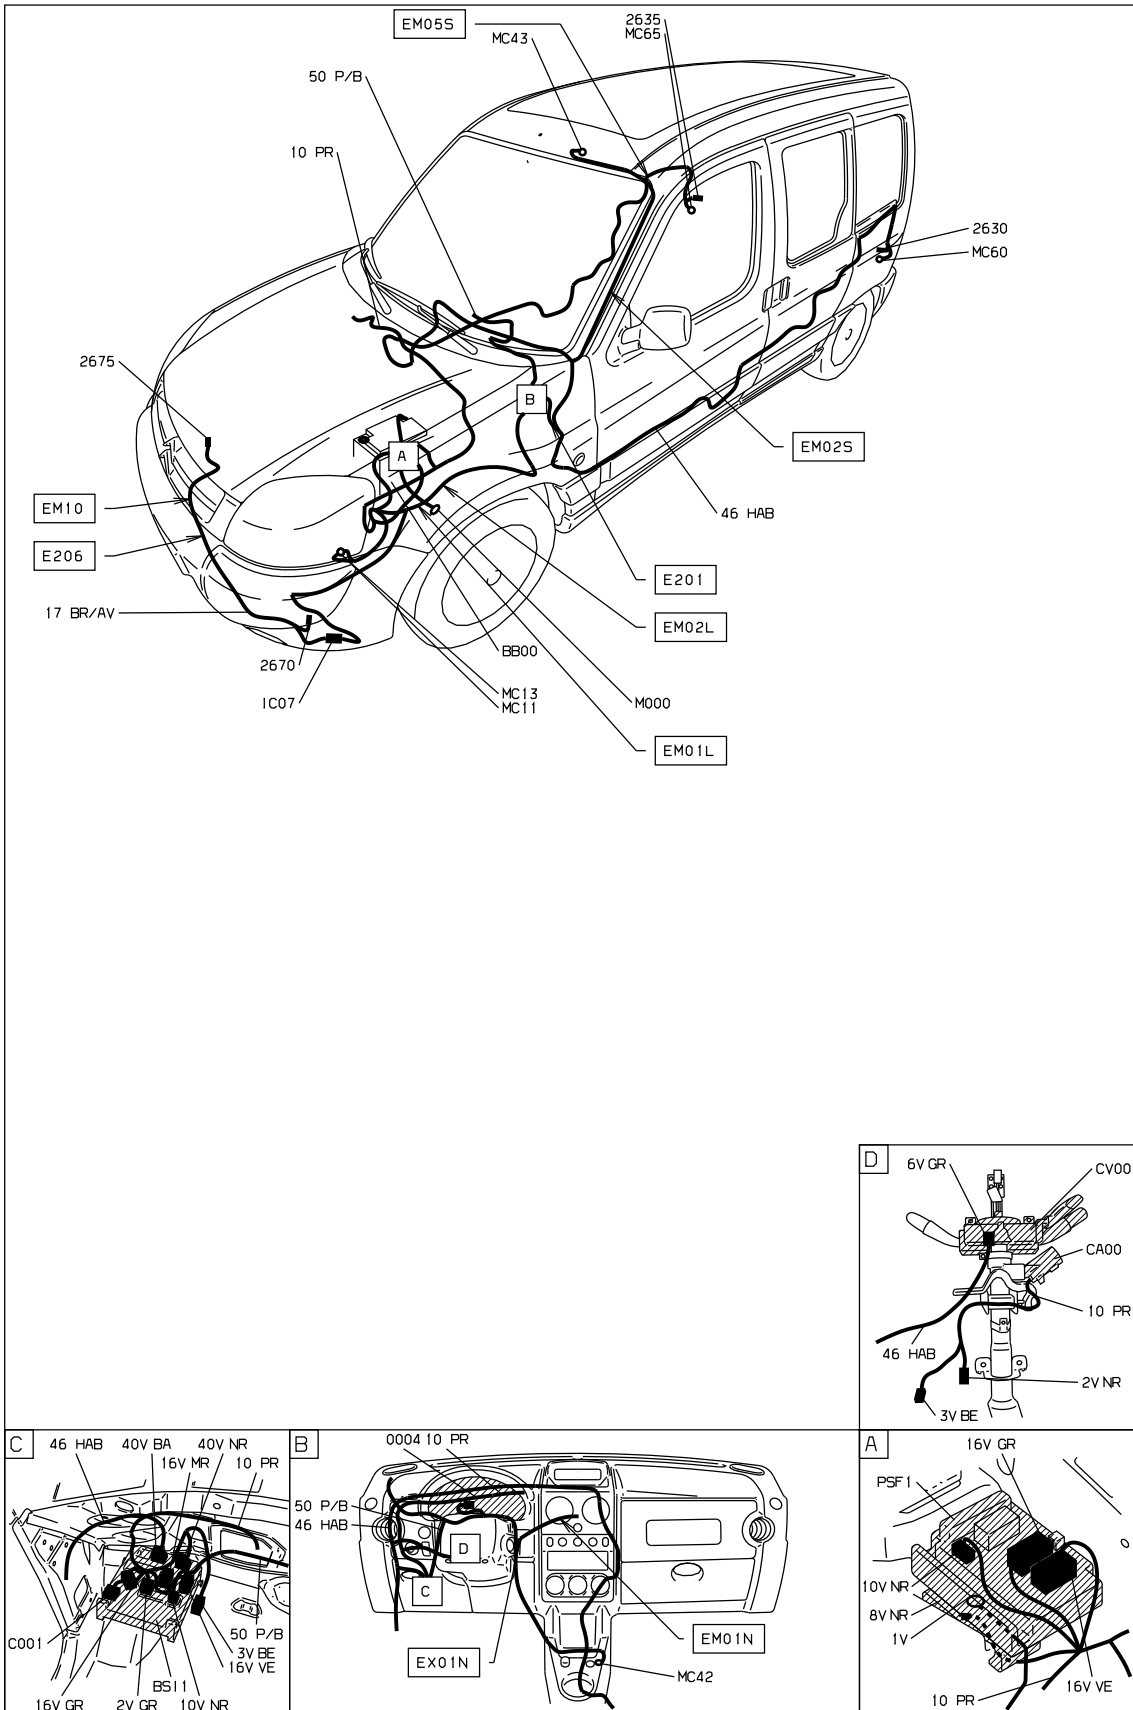 EM05S
MC43
2635
MC65
50 P/B
10 PR
2630
MC60
2675
B
A
EM02S
EM10
46 HAB
E206
E201
17 BR/AV
EM02L
BB00
2670
MC13
MC11
IC07
M000
EM01L
D
6V GR
CV00
CA00
10 PR
46 HAB
2V NR
3V BE
C
46 HAB
40V BA
40V NR
16V MR
10 PR
C001
50 P/B
3V BE
16V VE
BSI1
16V GR
2V GR
10V NR
B
0004
10 PR
50 P/B
46 HAB
D
C
EX01N
EM01N
MC42
A
16V GR
PSF1
10V NR
8V NR
1V
16V VE
10 PR